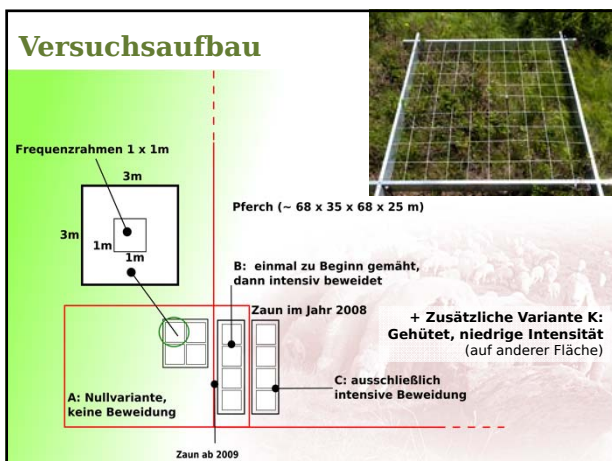 Versuchsaufbau
Frequenzrahmen 1 x 1m
3m
3m
1m
1m
Pferch (~ 68 x 35 x 68 x 25 m)
B: einmal zu Beginn gemäht,
dann intensiv beweidet
Zaun im Jahr 2008
+ Zusätzliche Variante K:
Gehütet, niedrige Intensität
(auf anderer Fläche)
A: Nullvariante,
keine Beweidung
C: ausschließlich
intensive Beweidung
Zaun ab 2009